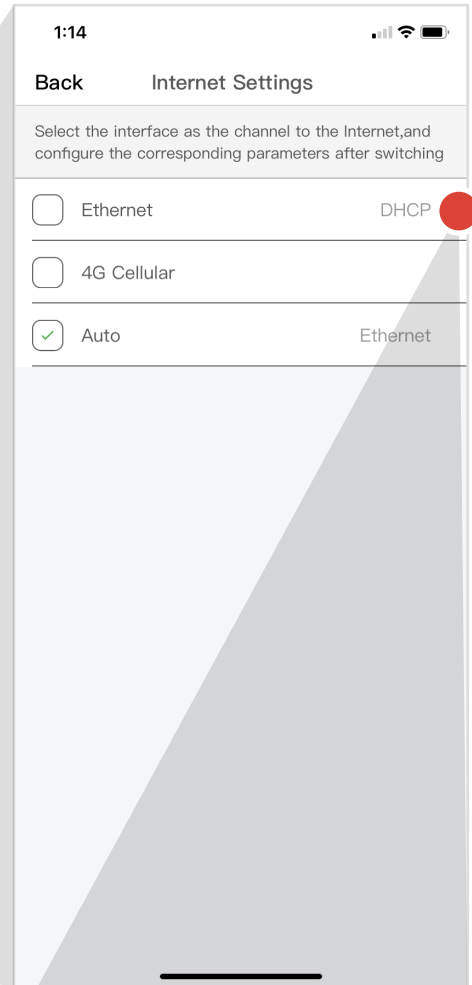 1:14
Back Internet Settings
Select the interface as the channel to the Internet,and
configure the corresponding parameters after switching
Ethernet DHCP
4G Cellular
Auto Ethernet